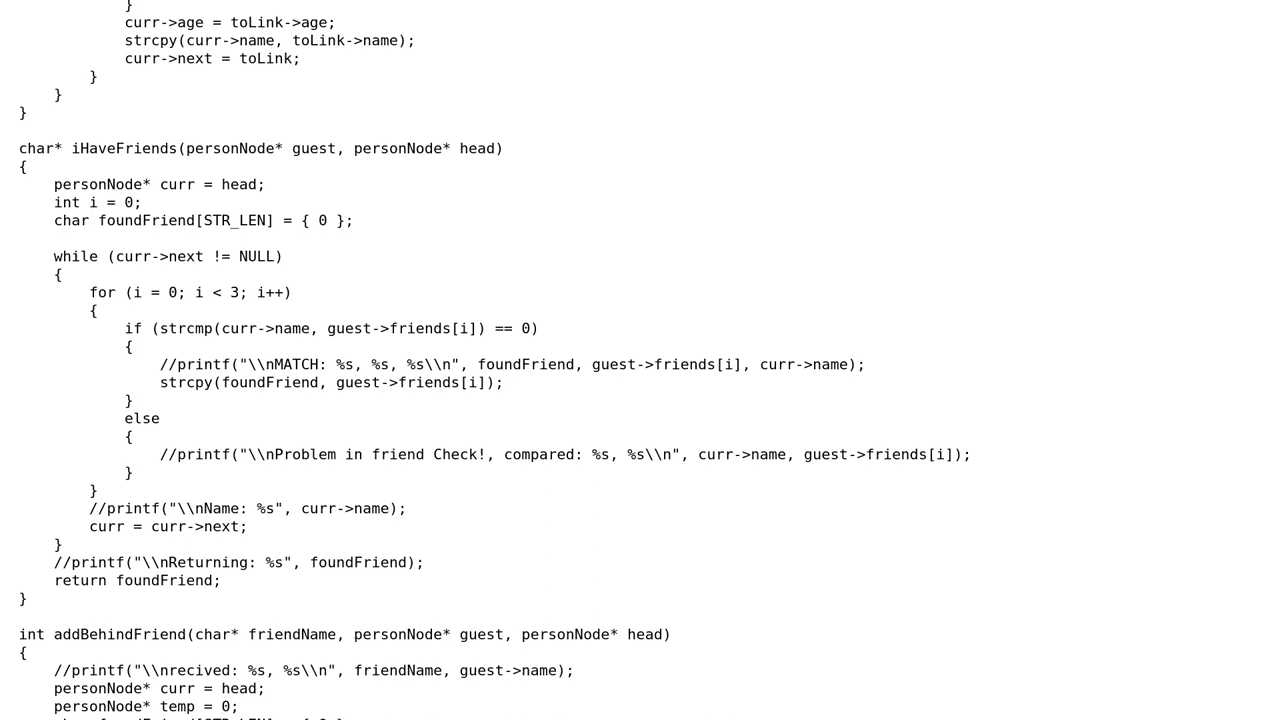 }
curr->age = toLink->age;
strcpy(curr->name, toLink->name);
curr->next = toLink;
}
}
}
char* iHaveFriends(personNode* guest, personNode* head)
{
personNode* curr = head;
int i = 0;
char foundFriend[STR_LEN] = { 0 };
while (curr->next != NULL)
{
for (i = 0; i < 3; i++)
{
if (strcmp(curr->name, guest->friends[i]) == 0)
{
//printf("\\nMATCH: %s, %s, %s\\n", foundFriend, guest->friends[i], curr->name);
strcpy(foundFriend, guest->friends[i]);
}
else
{
//printf("\\nProblem in friend Check!, compared: %s, %s\\n", curr->name, guest->friends[i]);
}
}
//printf("\\nName: %s", curr->name);
curr = curr->next;
}
//printf("\\nReturning: %s", foundFriend);
return foundFriend;
}
int addBehindFriend(char* friendName, personNode* guest, personNode* head)
{
//printf("\\nrecived: %s, %s\\n", friendName, guest->name);
personNode* curr = head;
personNode* temp = 0;